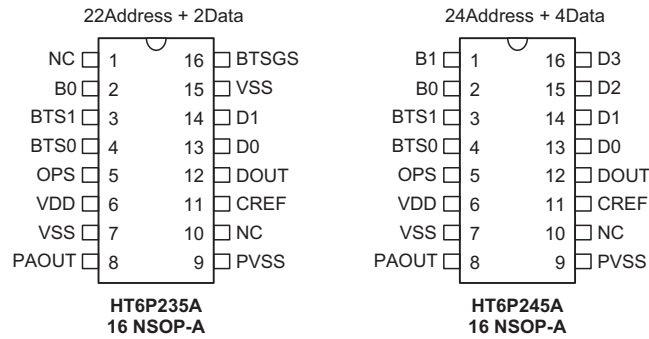 22Address + 2Data
NC 1 16 BTSGS
B0 2 15 VSS
BTS1 3 14 D1
BTS0 4 13 D0
OPS 5 12 DOUT
VDD 6 11 CREF
VSS 7 10 NC
PAOUT 8 9 PVSS
HT6P235A
16 NSOP-A
24Address + 4Data
B1 1 16 D3
B0 2 15 D2
BTS1 3 14 D1
BTS0 4 13 D0
OPS 5 12 DOUT
VDD 6 11 CREF
VSS 7 10 NC
PAOUT 8 9 PVSS
HT6P245A
16 NSOP-A